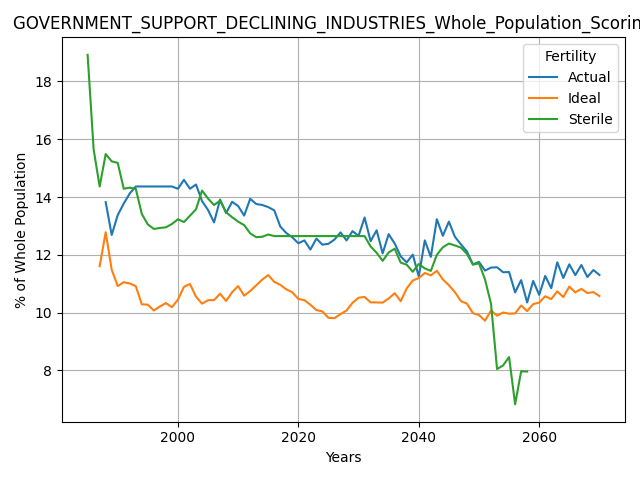 GOVERNMENT_SUPPORT_DECLINING_INDUSTRIES_Whole_Population_Scorin
Fertility
Actual
Ideal
Sterile
% of Whole Population
18
16
14
12
10
8
2000 2020 2040 2060
Years